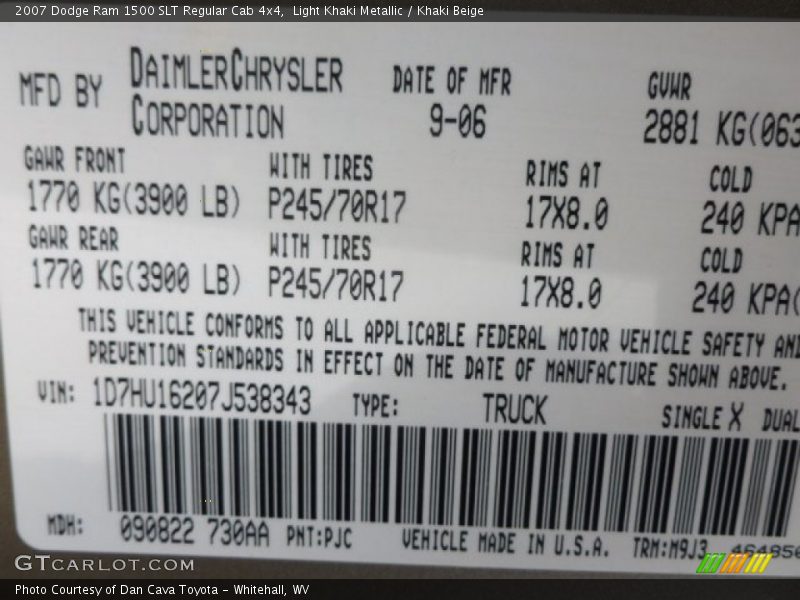 2007 Dodge Ram 1500 SLT Regular Cab 4x4,  Light Khaki Metallic / Khaki Beige
MFD BY DAIMLERCHRYSLER CORPORATION DATE OF MFR 9-06 GVWR 2881 KG(063
GAWR FRONT WITH TIRES RIMS AT COLD
1770 KG(3900 LB) P245/70R17 17X8.0 240 KPA
GAWR REAR WITH TIRES RIMS AT COLD
1770 KG(3900 LB) P245/70R17 17X8.0 240 KPA(
THIS VEHICLE CONFORMS TO ALL APPLICABLE FEDERAL MOTOR VEHICLE SAFETY AND
PREVENTION STANDARDS IN EFFECT ON THE DATE OF MANUFACTURE SHOWN ABOVE.
VIN: 1D7HU16207J538343 TYPE: TRUCK SINGLE X DUAL
MDH: 090822 730AA PNT:PJC VEHICLE MADE IN U.S.A. TRM:M9J3
GTCARLOT.COM
Photo Courtesy of Dan Cava Toyota - Whitehall, WV